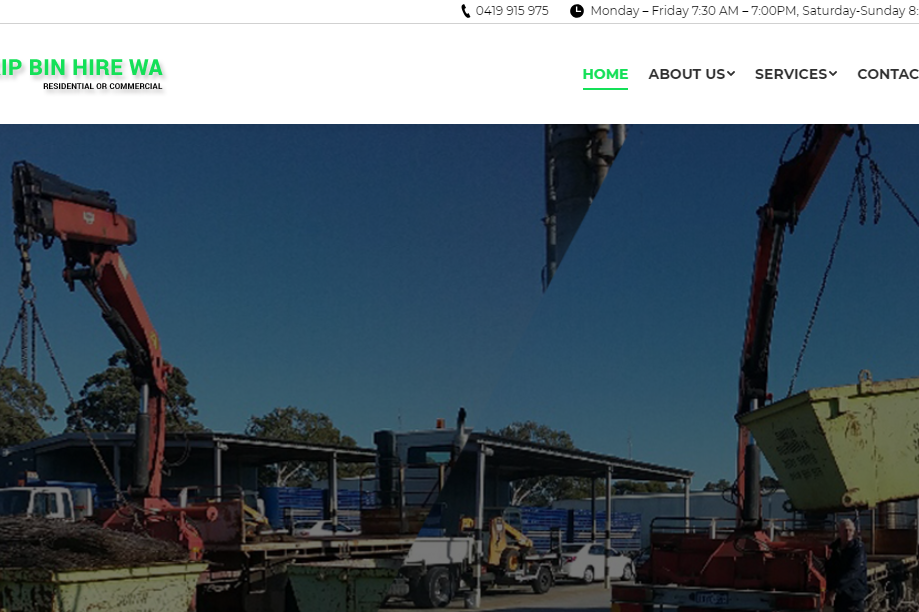 0419 915 975 Monday – Friday 7:30 AM – 7:00PM, Saturday-Sunday 8:
IP BIN HIRE WA
RESIDENTIAL OR COMMERCIAL
HOME ABOUT US SERVICES CONTAC